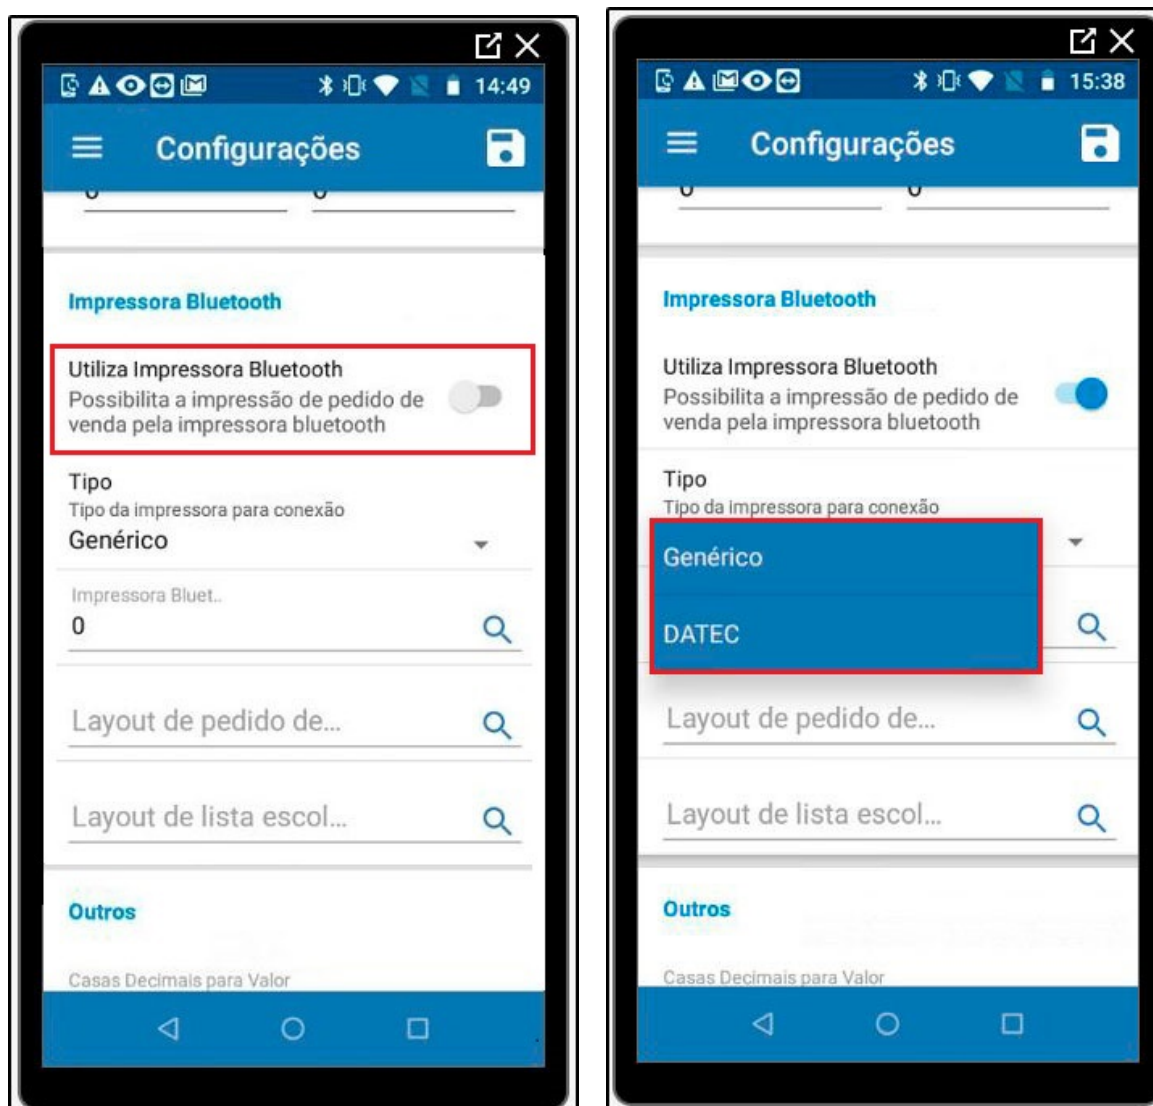 14:49
Configurações
Impressora Bluetooth
Utiliza Impressora Bluetooth
Possibilita a impressão de pedido de
venda pela impressora bluetooth
Tipo
Tipo da impressora para conexão
Genérico
Impressora Bluet..
0
Layout de pedido de...
Layout de lista escol...
Outros
Casas Decimais para Valor
15:38
Configurações
Impressora Bluetooth
Utiliza Impressora Bluetooth
Possibilita a impressão de pedido de
venda pela impressora bluetooth
Tipo
Tipo da impressora para conexão
Genérico
DATEC
Layout de pedido de...
Layout de lista escol...
Outros
Casas Decimais para Valor